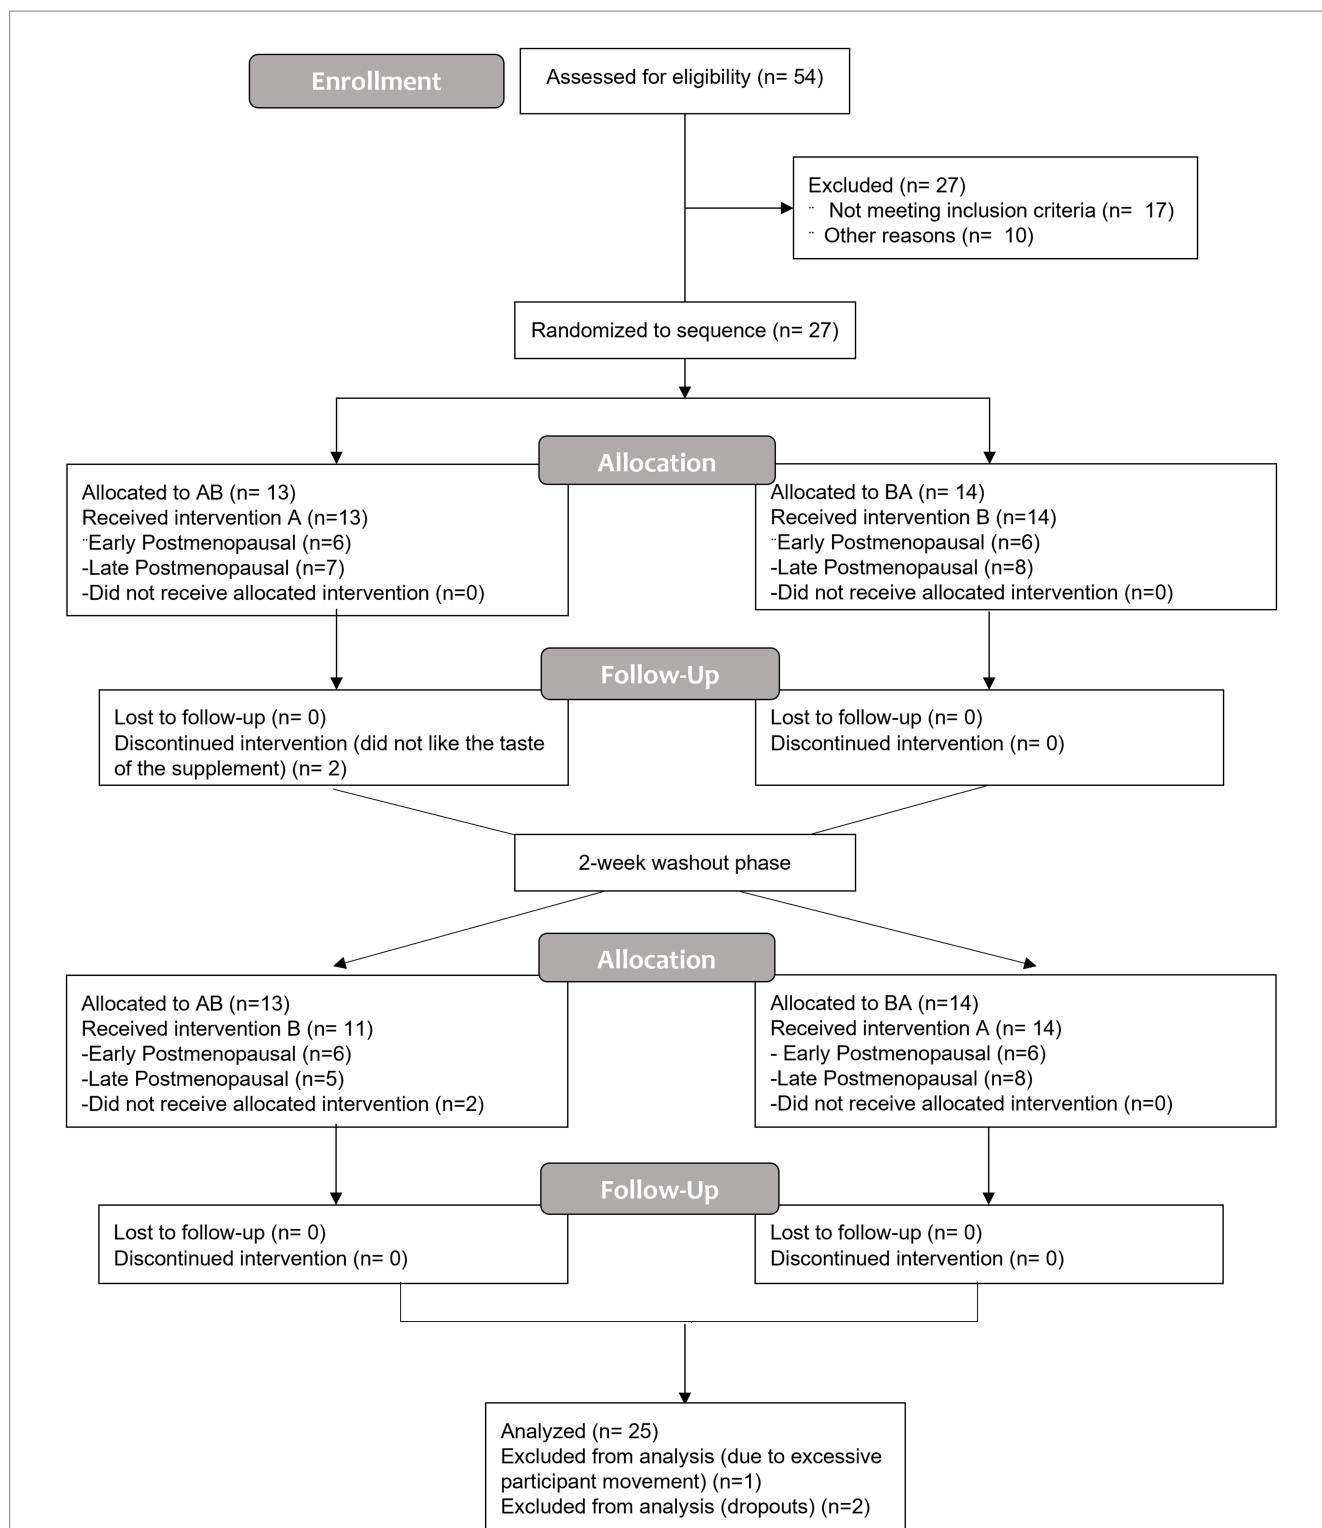 Enrollment
Assessed for eligibility (n= 54)
Excluded (n= 27)
¨ Not meeting inclusion criteria (n= 17)
¨ Other reasons (n= 10)
Randomized to sequence (n= 27)
Allocation
Allocated to AB (n= 13)
Received intervention A (n=13)
¨Early Postmenopausal (n=6)
-Late Postmenopausal (n=7)
-Did not receive allocated intervention (n=0)
Allocated to BA (n= 14)
Received intervention B (n=14)
¨Early Postmenopausal (n=6)
-Late Postmenopausal (n=8)
-Did not receive allocated intervention (n=0)
Follow-Up
Lost to follow-up (n= 0)
Discontinued intervention (did not like the taste
of the supplement) (n= 2)
Lost to follow-up (n= 0)
Discontinued intervention (n= 0)
2-week washout phase
Allocation
Allocated to AB (n=13)
Received intervention B (n= 11)
-Early Postmenopausal (n=6)
-Late Postmenopausal (n=5)
-Did not receive allocated intervention (n=2)
Allocated to BA (n=14)
Received intervention A (n= 14)
- Early Postmenopausal (n=6)
-Late Postmenopausal (n=8)
-Did not receive allocated intervention (n=0)
Follow-Up
Lost to follow-up (n= 0)
Discontinued intervention (n= 0)
Lost to follow-up (n= 0)
Discontinued intervention (n= 0)
Analyzed (n= 25)
Excluded from analysis (due to excessive
participant movement) (n=1)
Excluded from analysis (dropouts) (n=2)